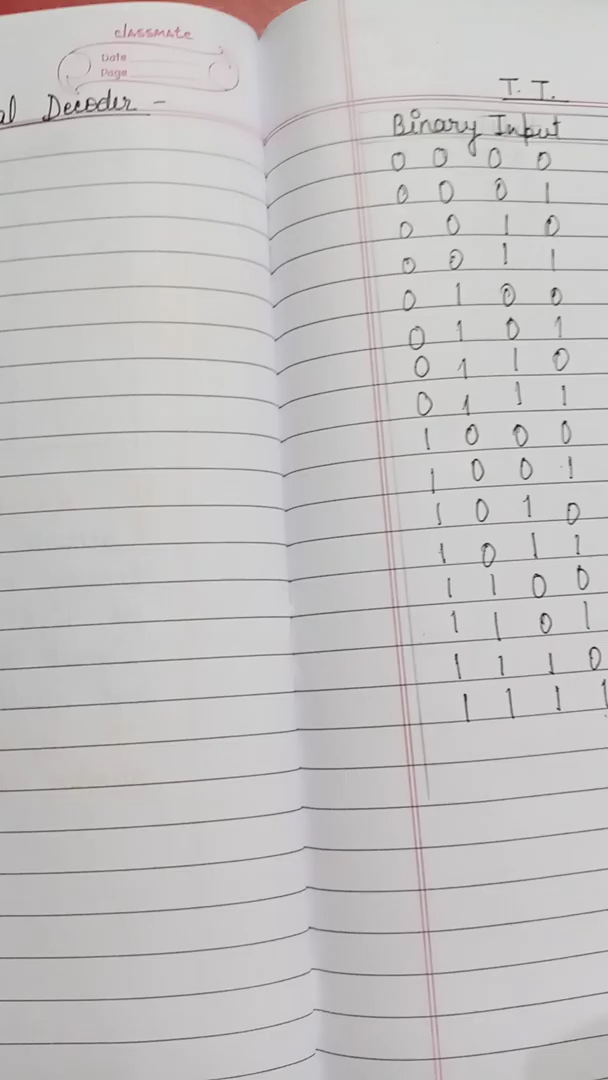 classmate
Date
Page
al Decoder -
T. T.
Binary Input
0 0 0 0
0 0 0 1
0 0 1 0
0 0 1 1
0 1 0 0
0 1 0 1
0 1 1 0
0 1 1 1
1 0 0 0
1 0 0 1
1 0 1 0
1 0 1 1
1 1 0 0
1 1 0 1
1 1 1 0
1 1 1 1